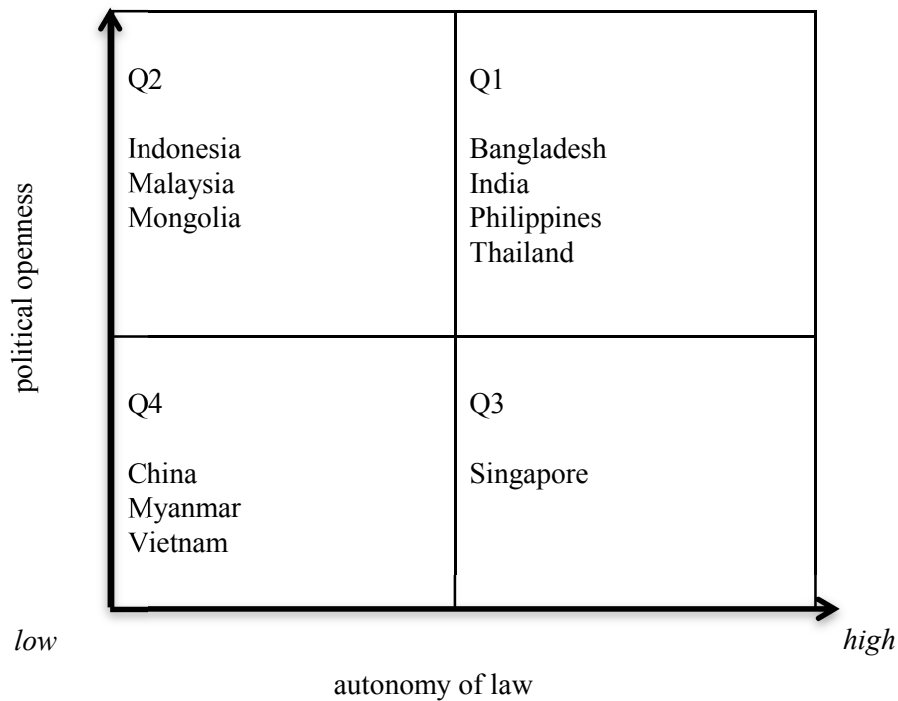 Q2
Indonesia
Malaysia
Mongolia
Q1
Bangladesh
India
Philippines
Thailand
political openness
Q4
China
Myanmar
Vietnam
Q3
Singapore
low
high
autonomy of law